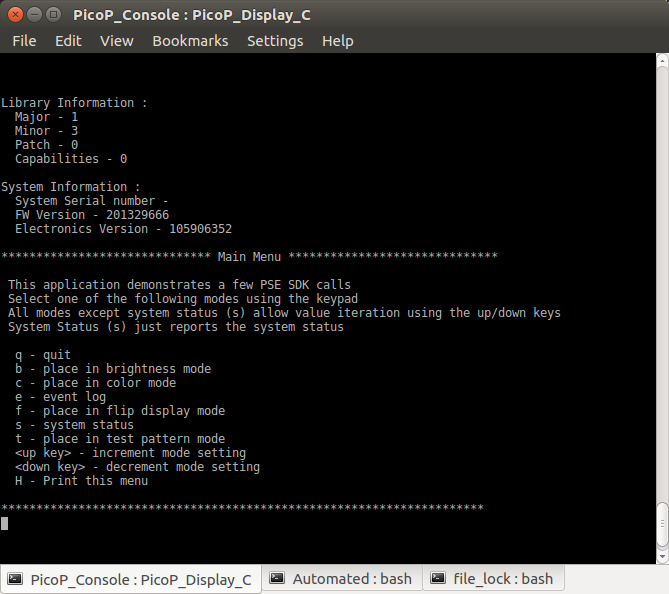 PicoP_Console : PicoP_Display_C
File Edit View Bookmarks Settings Help
Library Information :
Major - 1
Minor - 3
Patch - 0
Capabilities - 0
System Information :
System Serial number -
FW Version - 201329666
Electronics Version - 105906352
****************************** Main Menu ******************************
This application demonstrates a few PSE SDK calls
Select one of the following modes using the keypad
All modes except system status (s) allow value iteration using the up/down keys
System Status (s) just reports the system status
q - quit
b - place in brightness mode
c - place in color mode
e - event log
f - place in flip display mode
s - system status
t - place in test pattern mode
<up key> - increment mode setting
<down key> - decrement mode setting
H - Print this menu
*********************************************************************
PicoP_Console : PicoP_Display_C Automated : bash file_lock : bash